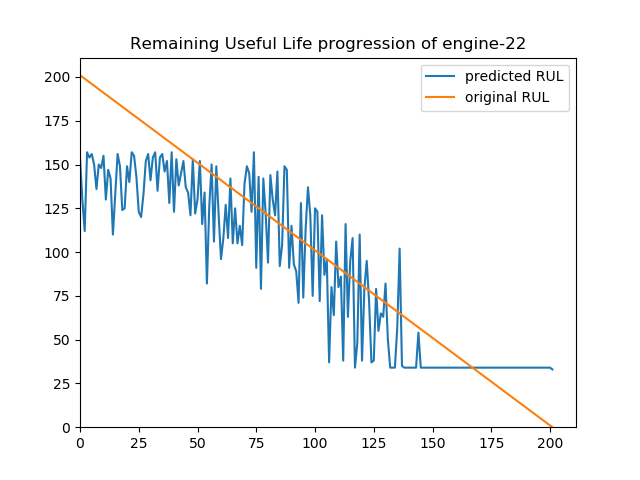 Remaining Useful Life progression of engine-22
predicted RUL
original RUL
200
175
150
125
100
75
50
25
0
0 25 50 75 100 125 150 175 200